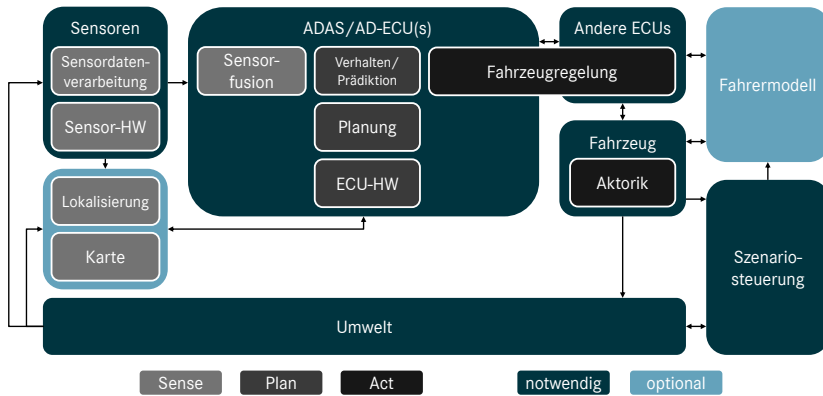 Sensoren
Sensordaten-
verarbeitung
Sensor-HW
Lokalisierung
Karte
ADAS/AD-ECU(s)
Sensor-
fusion
Verhalten/
Prädiktion
Planung
ECU-HW
Fahrzeugregelung
Andere ECUs
Fahrzeug
Aktorik
Fahrermodell
Szenario-
steuerung
Umwelt
Sense
Plan
Act
notwendig
optional